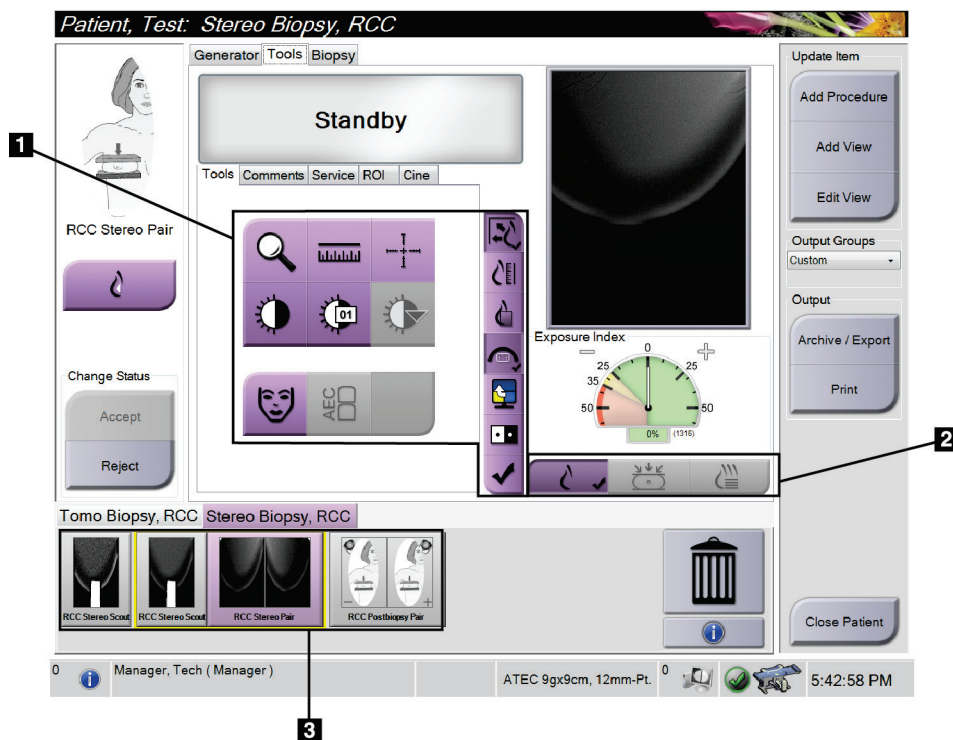 Patient, Test: Stereo Biopsy, RCC
Generator Tools Biopsy
Standby
Tools Comments Service ROI Cine
1
RCC Stereo Pair
01
AEC
Change Status
Accept
Reject
Exposure Index
0
25 25
35
50 50
0% (1316)
2
Update Item
Add Procedure
Add View
Edit View
Output Groups
Custom
Output
Archive / Export
Print
Tomo Biopsy, RCC Stereo Biopsy, RCC
RCC Stereo Scout RCC Stereo Scout RCC Stereo Pair RCC Postbiopsy Pair
Close Patient
0 Manager, Tech ( Manager ) ATEC 9gx9cm, 12mm-Pt. 0 5:42:58 PM
3